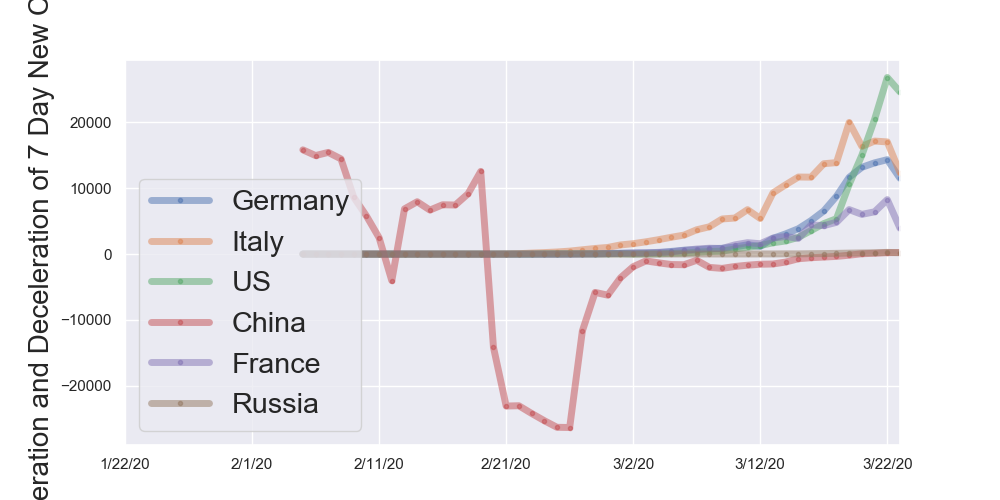 eration and Deceleration of 7 Day New
20000
10000
0
−10000
−20000
Germany
Italy
US
China
France
Russia
1/22/20
2/1/20
2/11/20
2/21/20
3/2/20
3/12/20
3/22/20